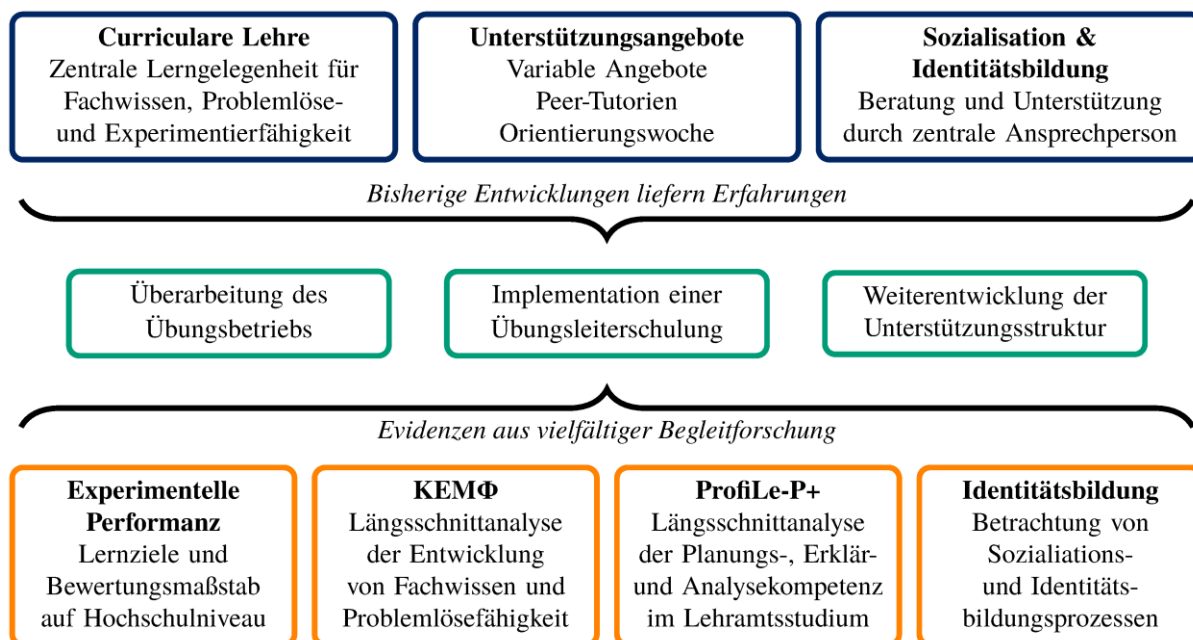 Curriculare Lehre
Zentrale Lerngelegenheit für
Fachwissen, Problemlöse-
und Experimentierfähigkeit
Unterstützungsangebote
Variable Angebote
Peer-Tutorien
Orientierungswoche
Sozialisation &
Identitätsbildung
Beratung und Unterstützung
durch zentrale Ansprechperson
Bisherige Entwicklungen liefern Erfahrungen
Überarbeitung des
Übungsbetriebs
Implementation einer
Übungsleiterschulung
Weiterentwicklung der
Unterstützungsstruktur
Evidenzen aus vielfältiger Begleitforschung
Experimentelle
Performanz
Lernziele und
Bewertungsmaßstab
auf Hochschulniveau
KEMΦ
Längsschnittanalyse
der Entwicklung
von Fachwissen und
Problemlösefähigkeit
ProfiLe-P+
Längsschnittanalyse
der Planungs-, Erklär-
und Analysekompetenz
im Lehramtsstudium
Identitätsbildung
Betrachtung von
Sozialiations-
und Identitäts-
bildungsprozessen